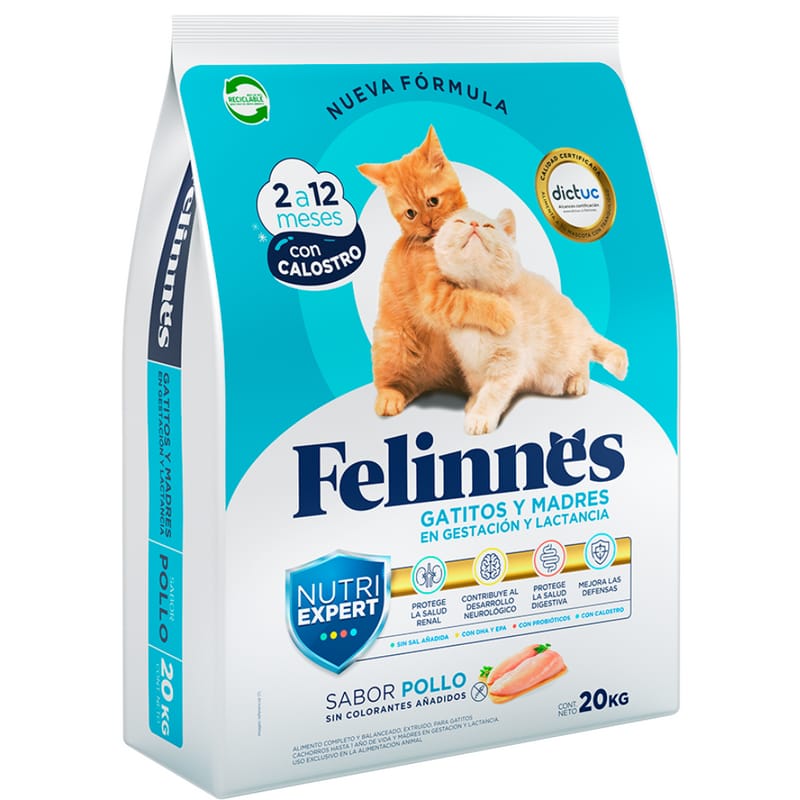 NUEVA FÓRMULA
RECICLABLE
2 a 12
meses
con
CALOSTRO
CALIDAD CERTIFICADA
dictuc
Felinnes
GATITOS Y MADRES
EN GESTACIÓN Y LACTANCIA
NUTRI
EXPERT
PROTEGE
LA SALUD
RENAL
CONTRIBUYE AL
DESARROLLO
NEUROLÓGICO
PROTEGE
LA SALUD
DIGESTIVA
MEJORA LAS
DEFENSAS
• SIN SAL AÑADIDA • CON DHA Y EPA • CON PROBIÓTICOS • CON CALOSTRO
SABOR POLLO
SIN COLORANTES AÑADIDOS
CONT.
NETO 20KG
ALIMENTO COMPLETO Y BALANCEADO, EXTRUIDO, PARA GATITOS
CACHORROS HASTA 1 AÑO DE VIDA Y MADRES EN GESTACIÓN Y LACTANCIA.
USO EXCLUSIVO EN LA ALIMENTACIÓN ANIMAL
Felinnes
GATITOS Y MADRES
EN GESTACIÓN Y LACTANCIA
SABOR
POLLO
20KG
CONT. NETO